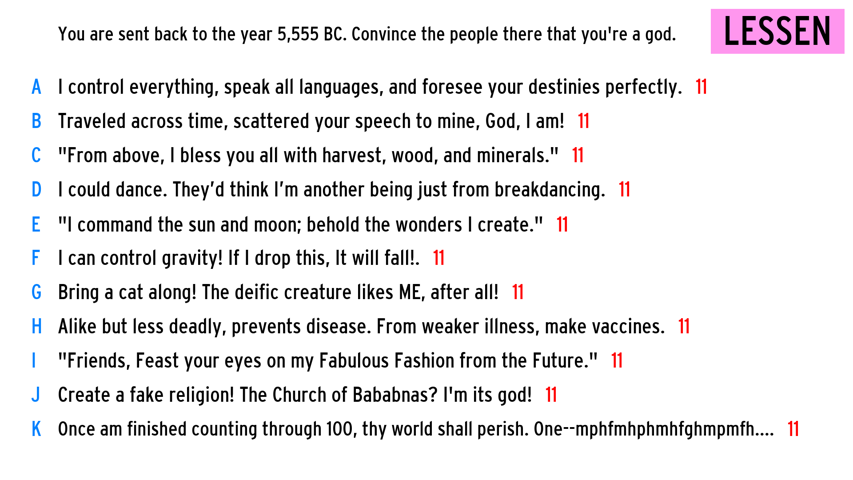 You are sent back to the year 5,555 BC. Convince the people there that you're a god.
LESSEN
A I control everything, speak all languages, and foresee your destinies perfectly. 11
B Traveled across time, scattered your speech to mine, God, I am! 11
C "From above, I bless you all with harvest, wood, and minerals." 11
D I could dance. They’d think I’m another being just from breakdancing. 11
E "I command the sun and moon; behold the wonders I create." 11
F I can control gravity! If I drop this, It will fall!. 11
G Bring a cat along! The deific creature likes ME, after all! 11
H Alike but less deadly, prevents disease. From weaker illness, make vaccines. 11
I "Friends, Feast your eyes on my Fabulous Fashion from the Future." 11
J Create a fake religion! The Church of Bababnas? I'm its god! 11
K Once am finished counting through 100, thy world shall perish. One--mphfmhphmhfghmpmfh.... 11